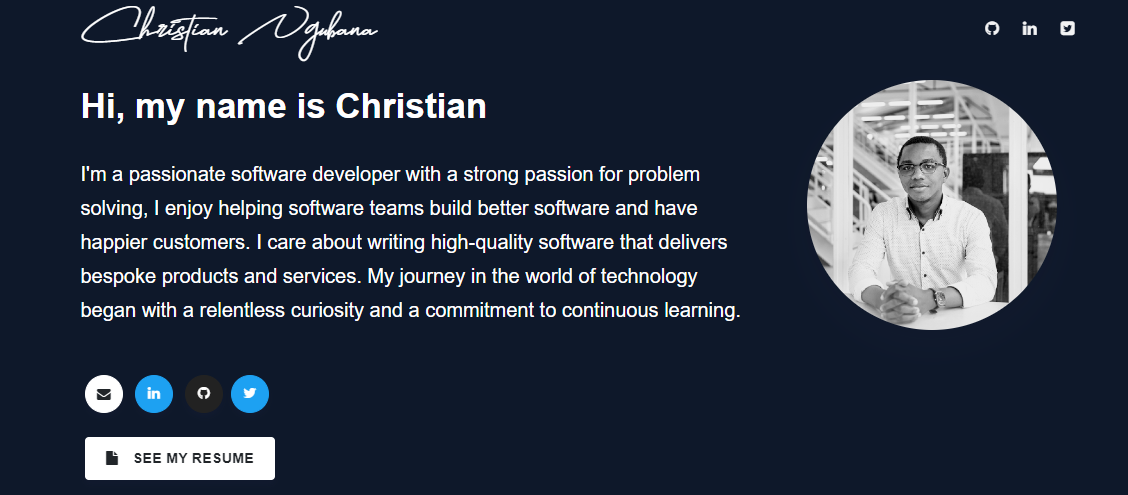 Christian Ngubana
Hi, my name is Christian
I'm a passionate software developer with a strong passion for problem
solving, I enjoy helping software teams build better software and have
happier customers. I care about writing high-quality software that delivers
bespoke products and services. My journey in the world of technology
began with a relentless curiosity and a commitment to continuous learning.
in
SEE MY RESUME